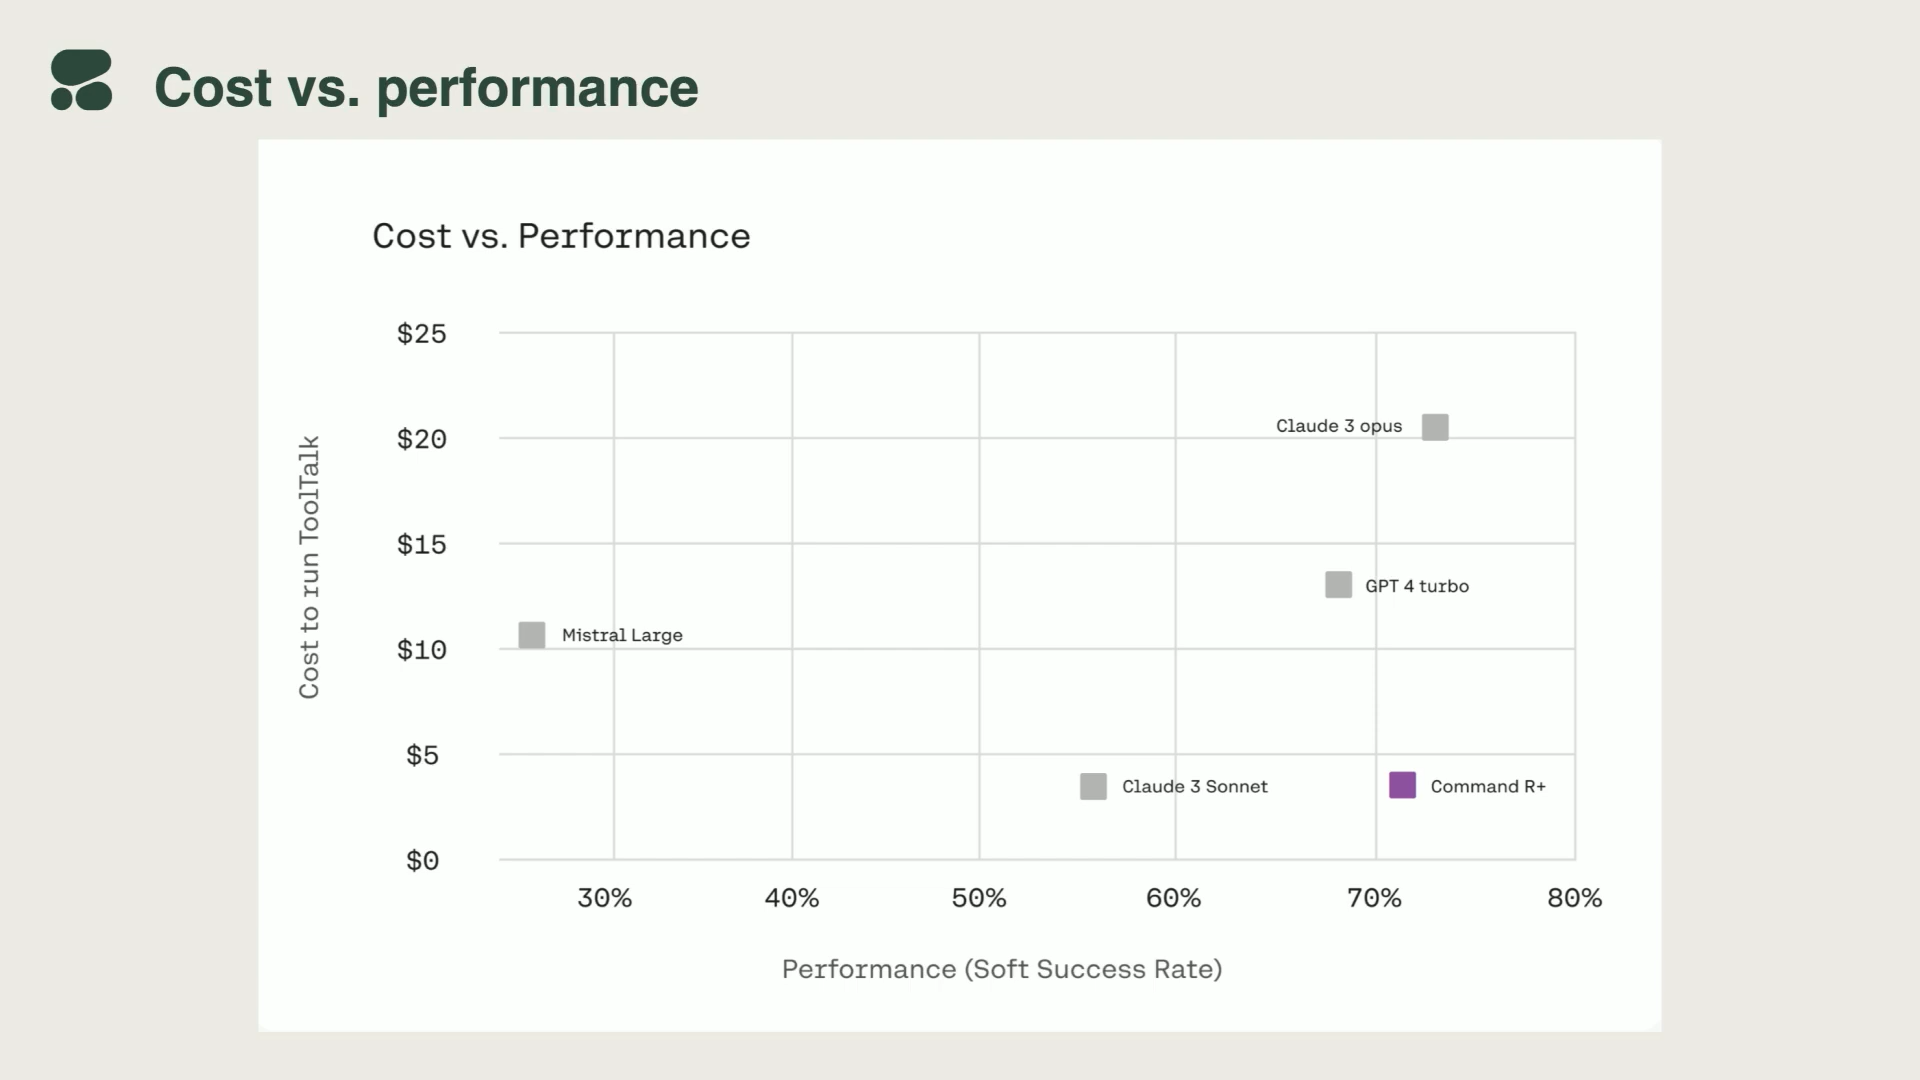 Cost vs. performance
Cost vs. Performance
$25
$20
$15
$10
$5
$0
Cost to run ToolTalk
Claude 3 opus
GPT 4 turbo
Mistral Large
Claude 3 Sonnet
Command R+
30% 40% 50% 60% 70% 80%
Performance (Soft Success Rate)